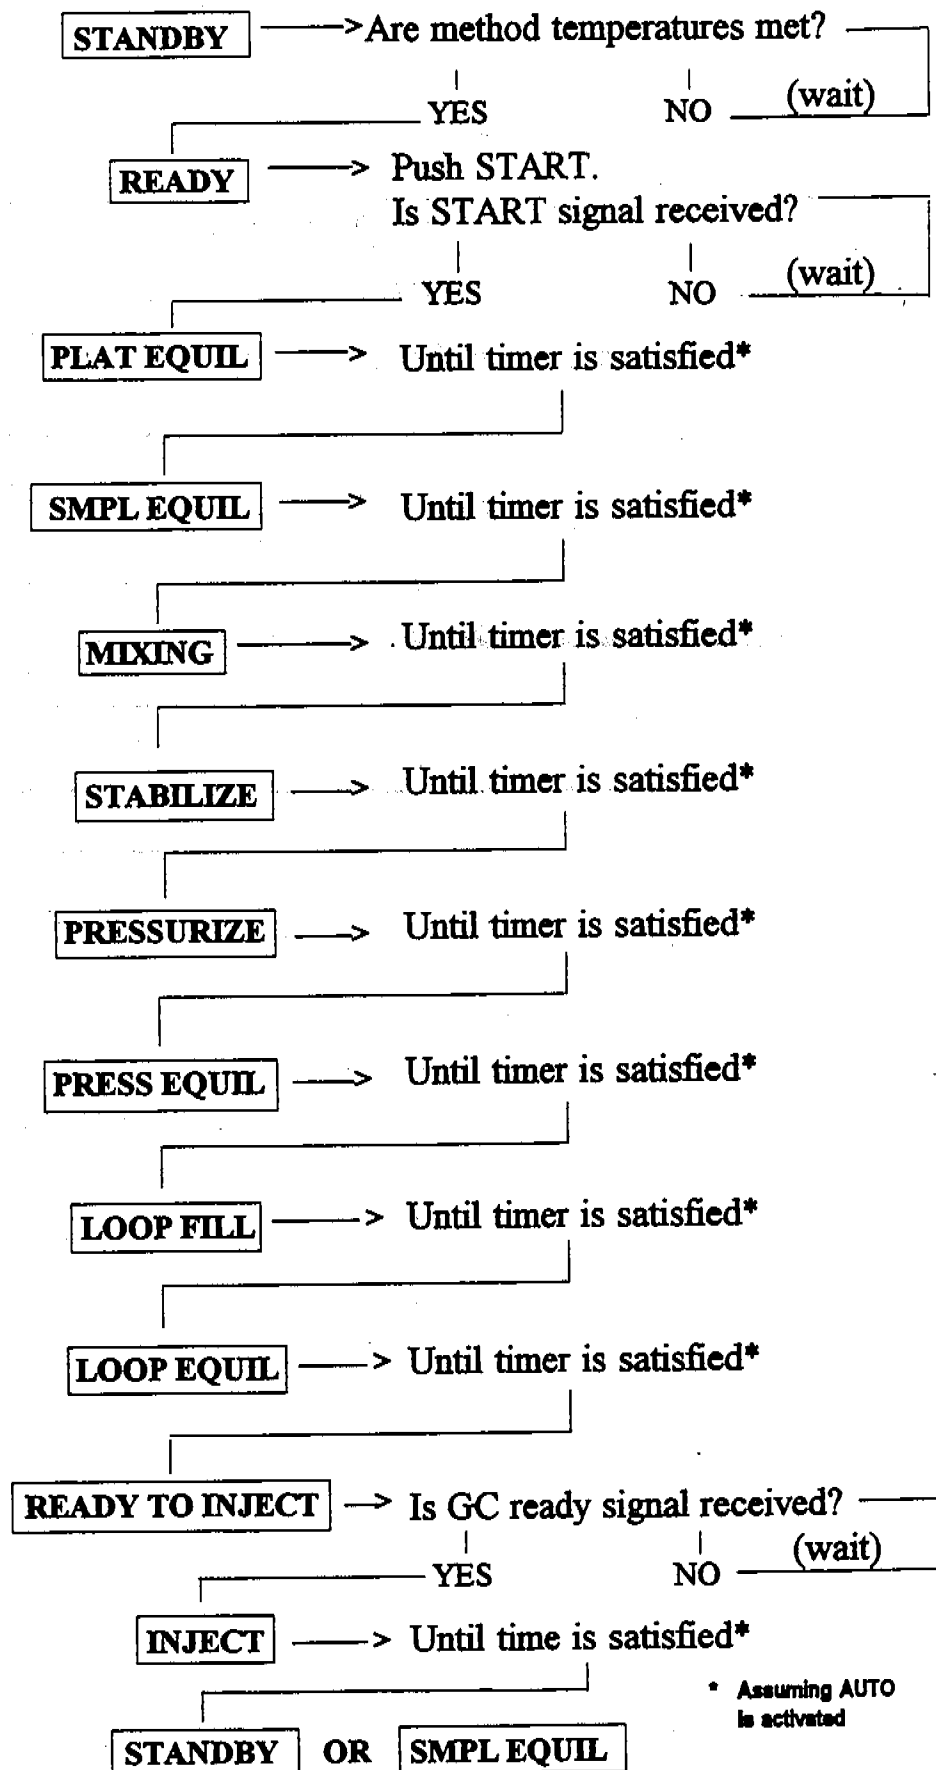 STANDBY Are method temperatures met?
YES NO (wait)
READY Push START.
Is START signal received?
YES NO (wait)
PLAT EQUIL Until timer is satisfied*
SMPL EQUIL Until timer is satisfied*
MIXING Until timer is satisfied*
STABILIZE Until timer is satisfied*
PRESSURIZE Until timer is satisfied*
PRESS EQUIL Until timer is satisfied*
LOOP FILL Until timer is satisfied*
LOOP EQUIL Until timer is satisfied*
READY TO INJECT Is GC ready signal received?
YES NO (wait)
INJECT Until time is satisfied*
* Assuming AUTO
is activated
STANDBY OR SMPL EQUIL